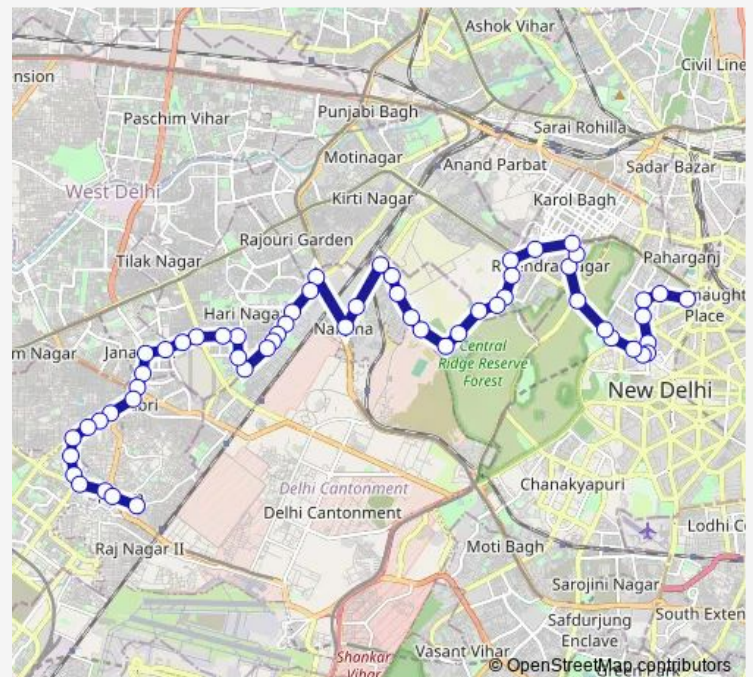 Ashok Vihar
Civil Line
nsion
Punjabi Bagh
Paschim Vihar
Sarai Rohilla
Motinagar
Anand Parbat
Sadar Bazar
West Delhi
Kirti Nagar
Karol Bagh
Rajouri Garden
Tilak Nagar
Paharganj
Hari Naga
Place
m Nagar
Jana
Central
Ridge Reserve
Forest
New Delhi
Chanakyapuri
Delhi Cantonment
Delhi Cantonment
Lodhi C
Raj Nagar II
Moti Bagh
Sarojini Nagar
South Exten
Safdurjung
Enclave
Vasant Vihar
Shankar
Vihar
© OpenStreetMap contributors